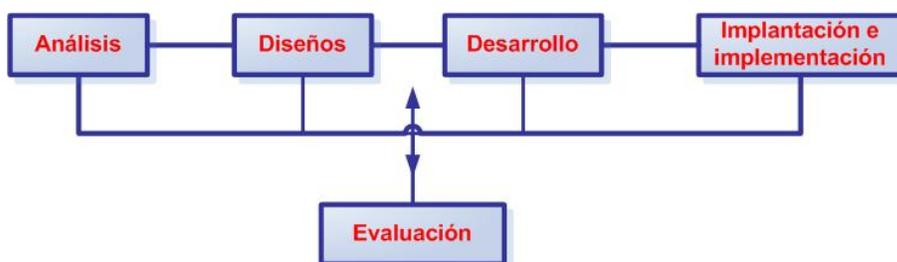 Análisis
Diseños
Desarrollo
Implantación e
implementación
Evaluación